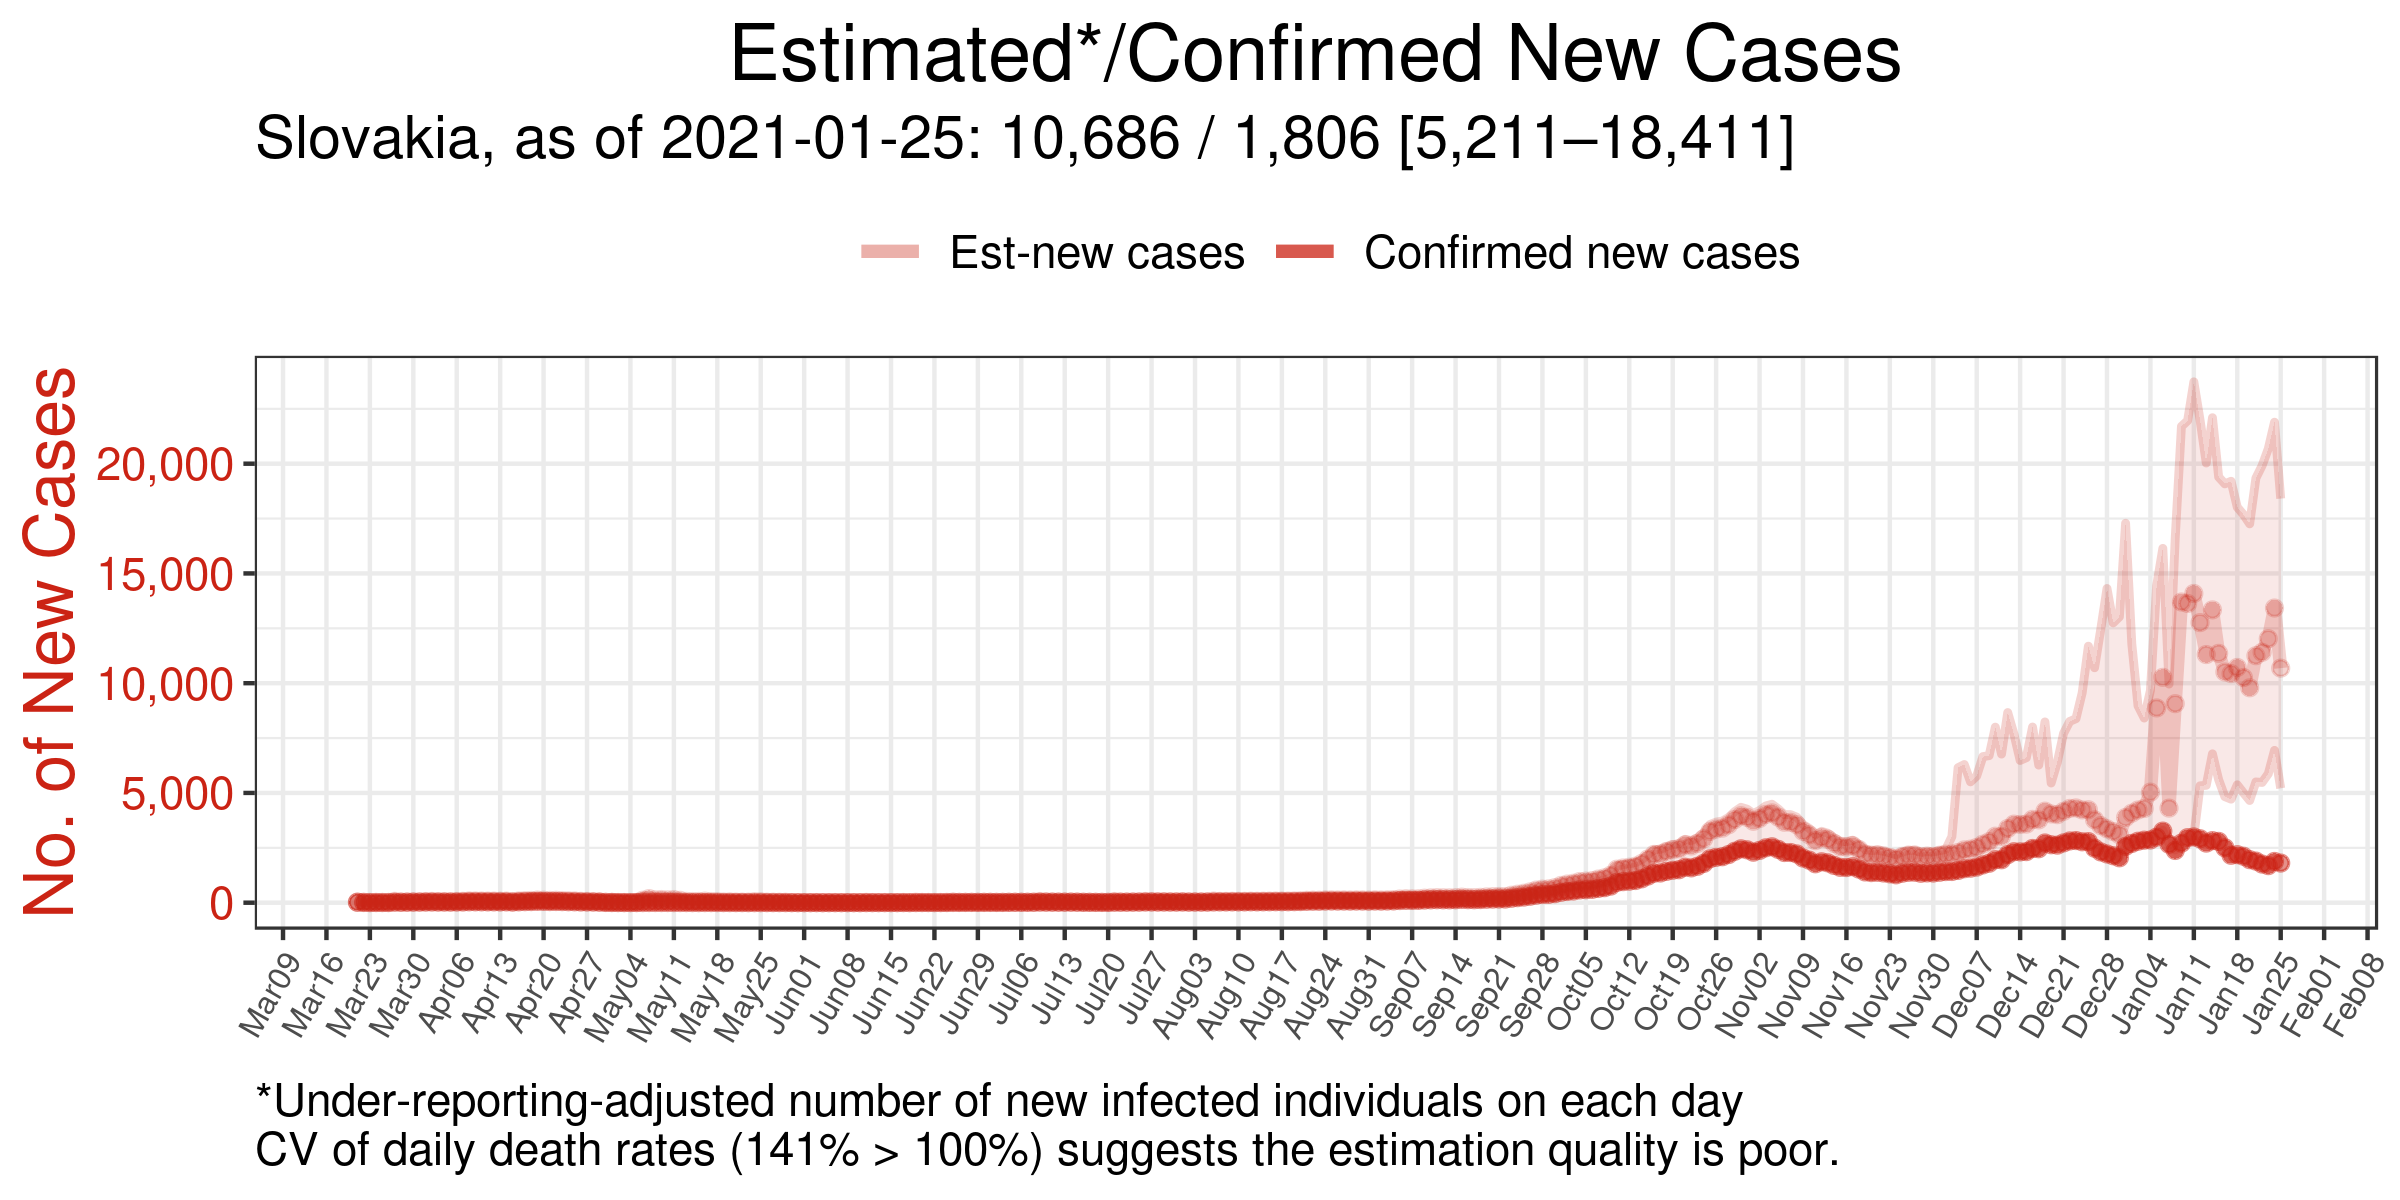 Estimated*/Confirmed New Cases
Slovakia, as of 2021-01-25: 10,686 / 1,806 [5,211–18,411]
Est-new cases
Confirmed new cases
No. of New Cases
20,000
15,000
10,000
5,000
0
Mar09
Mar16
Mar23
Mar30
Apr06
Apr13
Apr20
Apr27
May04
May11
May18
May25
Jun01
Jun08
Jun15
Jun22
Jun29
Jul06
Jul13
Jul20
Jul27
Aug03
Aug10
Aug17
Aug24
Aug31
Sep07
Sep14
Sep21
Sep28
Oct05
Oct12
Oct19
Oct26
Nov02
Nov09
Nov16
Nov23
Nov30
Dec07
Dec14
Dec21
Dec28
Jan04
Jan11
Jan18
Jan25
Feb01
Feb08
*Under-reporting-adjusted number of new infected individuals on each day
CV of daily death rates (141% > 100%) suggests the estimation quality is poor.